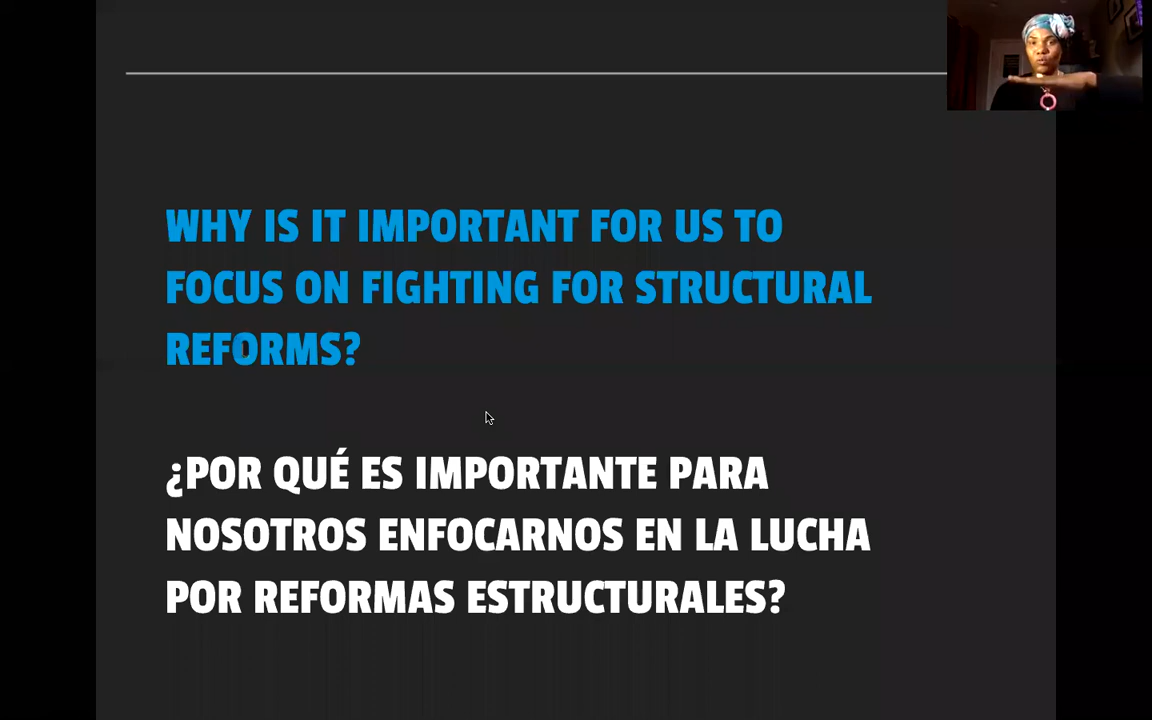 WHY IS IT IMPORTANT FOR US TO
FOCUS ON FIGHTING FOR STRUCTURAL
REFORMS?
¿POR QUÉ ES IMPORTANTE PARA
NOSOTROS ENFOCARNOS EN LA LUCHA
POR REFORMAS ESTRUCTURALES?